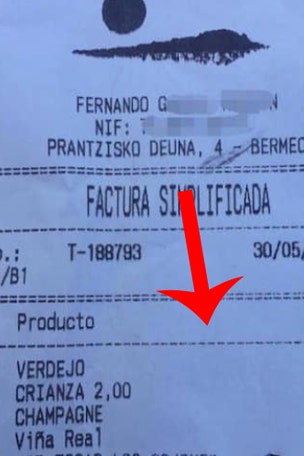 FERNANDO G N
NIF:
PRANTZISKO DEUNA, 4 - BERMEO
FACTURA SIMPLIFICADA
.: T-188793 30/05/
/B1
Producto
VERDEJO
CRIANZA 2,00
CHAMPAGNE
Viña Real